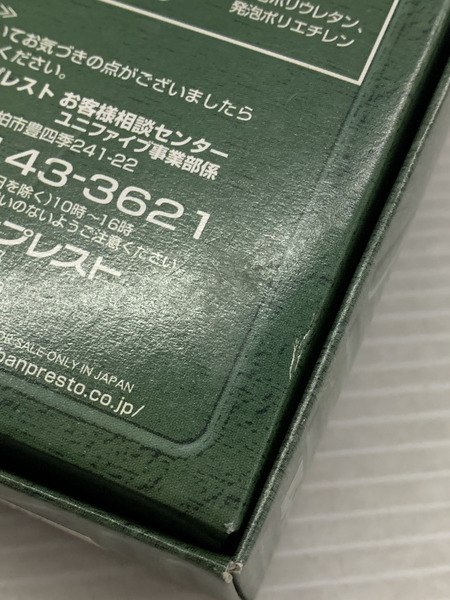 ポリウレタン、
発泡ポリエチレン
いてお気づきの点がございましたら
ください。
プレスト お客様相談センター
ユニファイブ事業部係
柏市豊四季241-22
43-3621
日を除く)10時〜16時
いのないようご注意ください
プレスト
FOR SALE ONLY IN JAPAN
banpresto.co.jp/